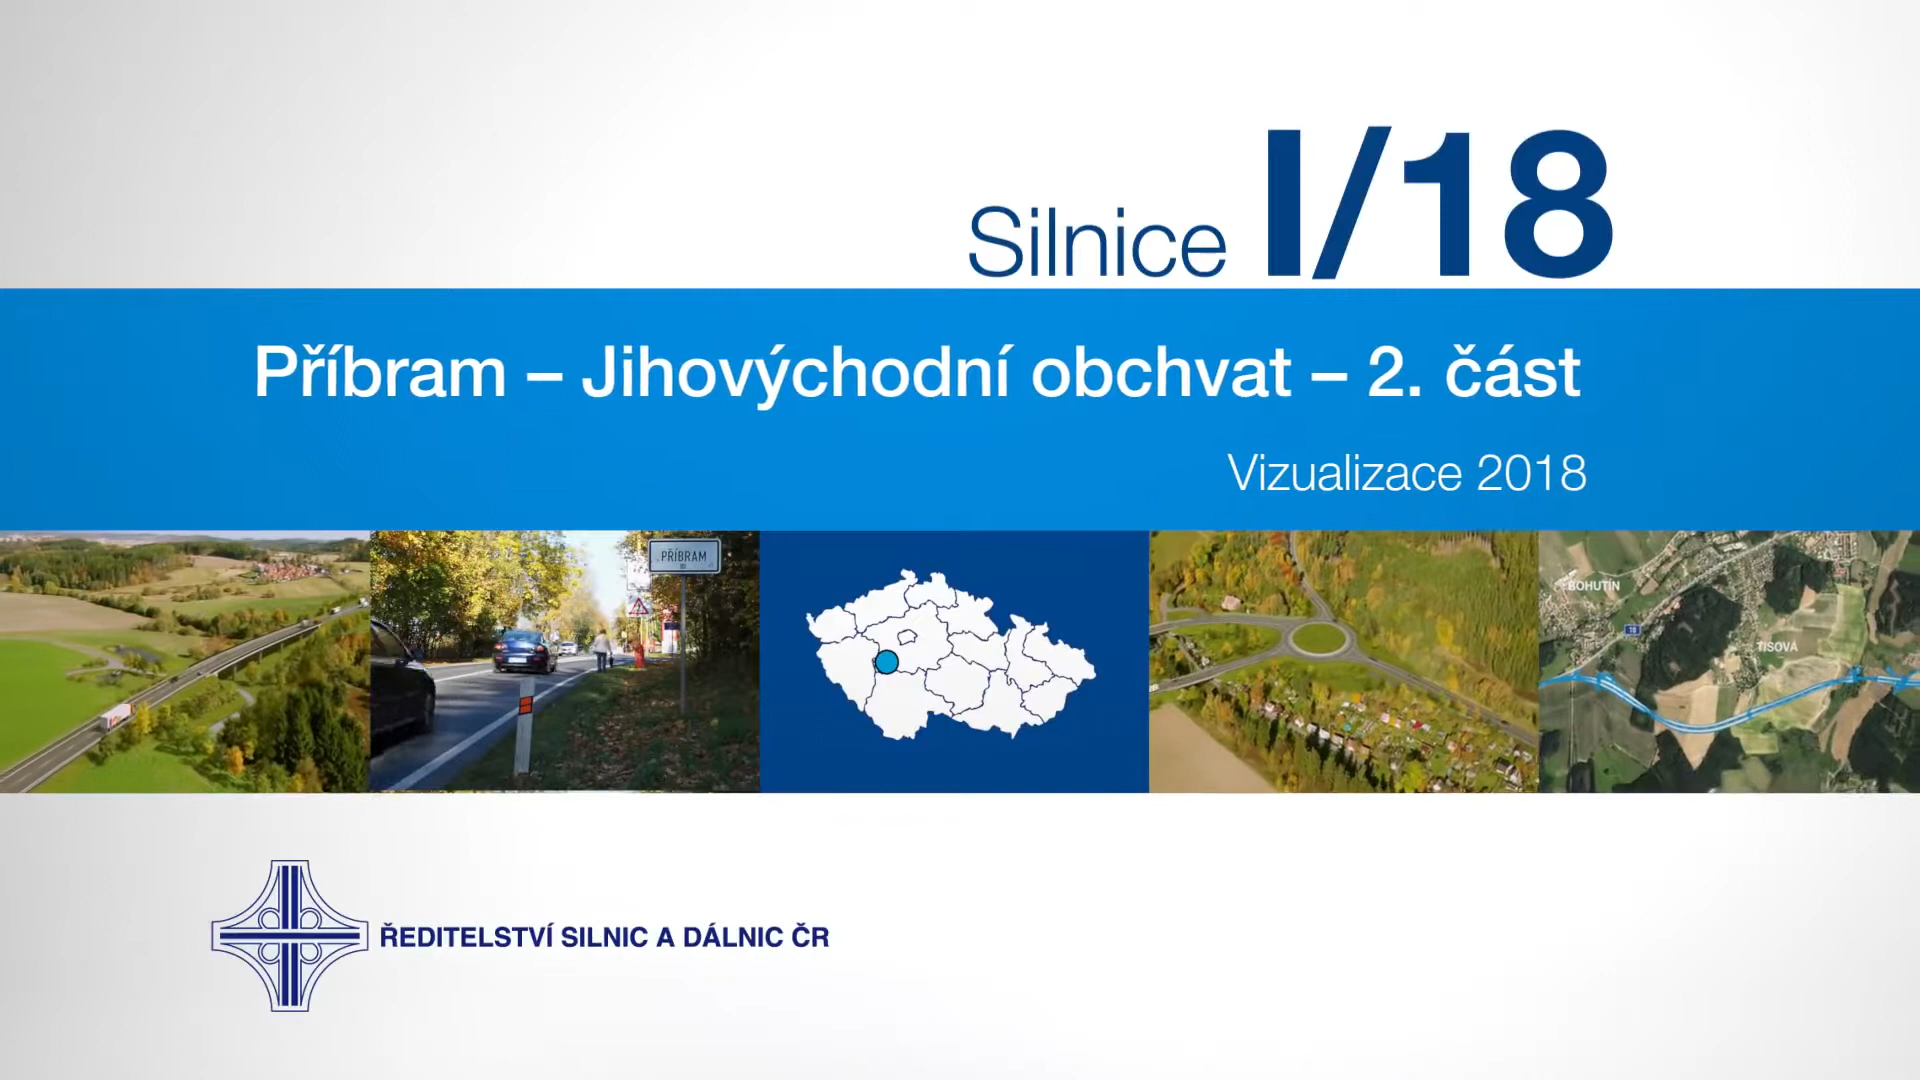 Silnice I/18
Příbram – Jihovýchodní obchvat – 2. část
Vizualizace 2018
PŘÍBRAM
BOHUTÍN
18
TISOVÁ
ŘEDITELSTVÍ SILNIC A DÁLNIC ČR